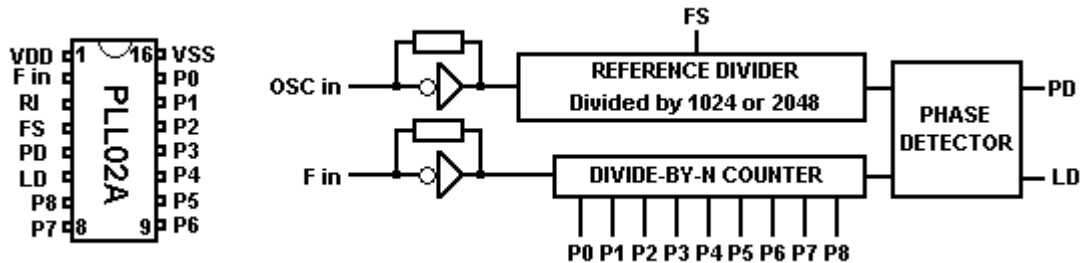 VDD 1 16 VSS
F in P0
RI P1
FS P2
PD P3
LD P4
P8 P5
P7 8 9 P6
PLL02A
FS
OSC in
REFERENCE DIVIDER
Divided by 1024 or 2048
PHASE
DETECTOR
PD
F in
DIVIDE-BY-N COUNTER
LD
P0 P1 P2 P3 P4 P5 P6 P7 P8